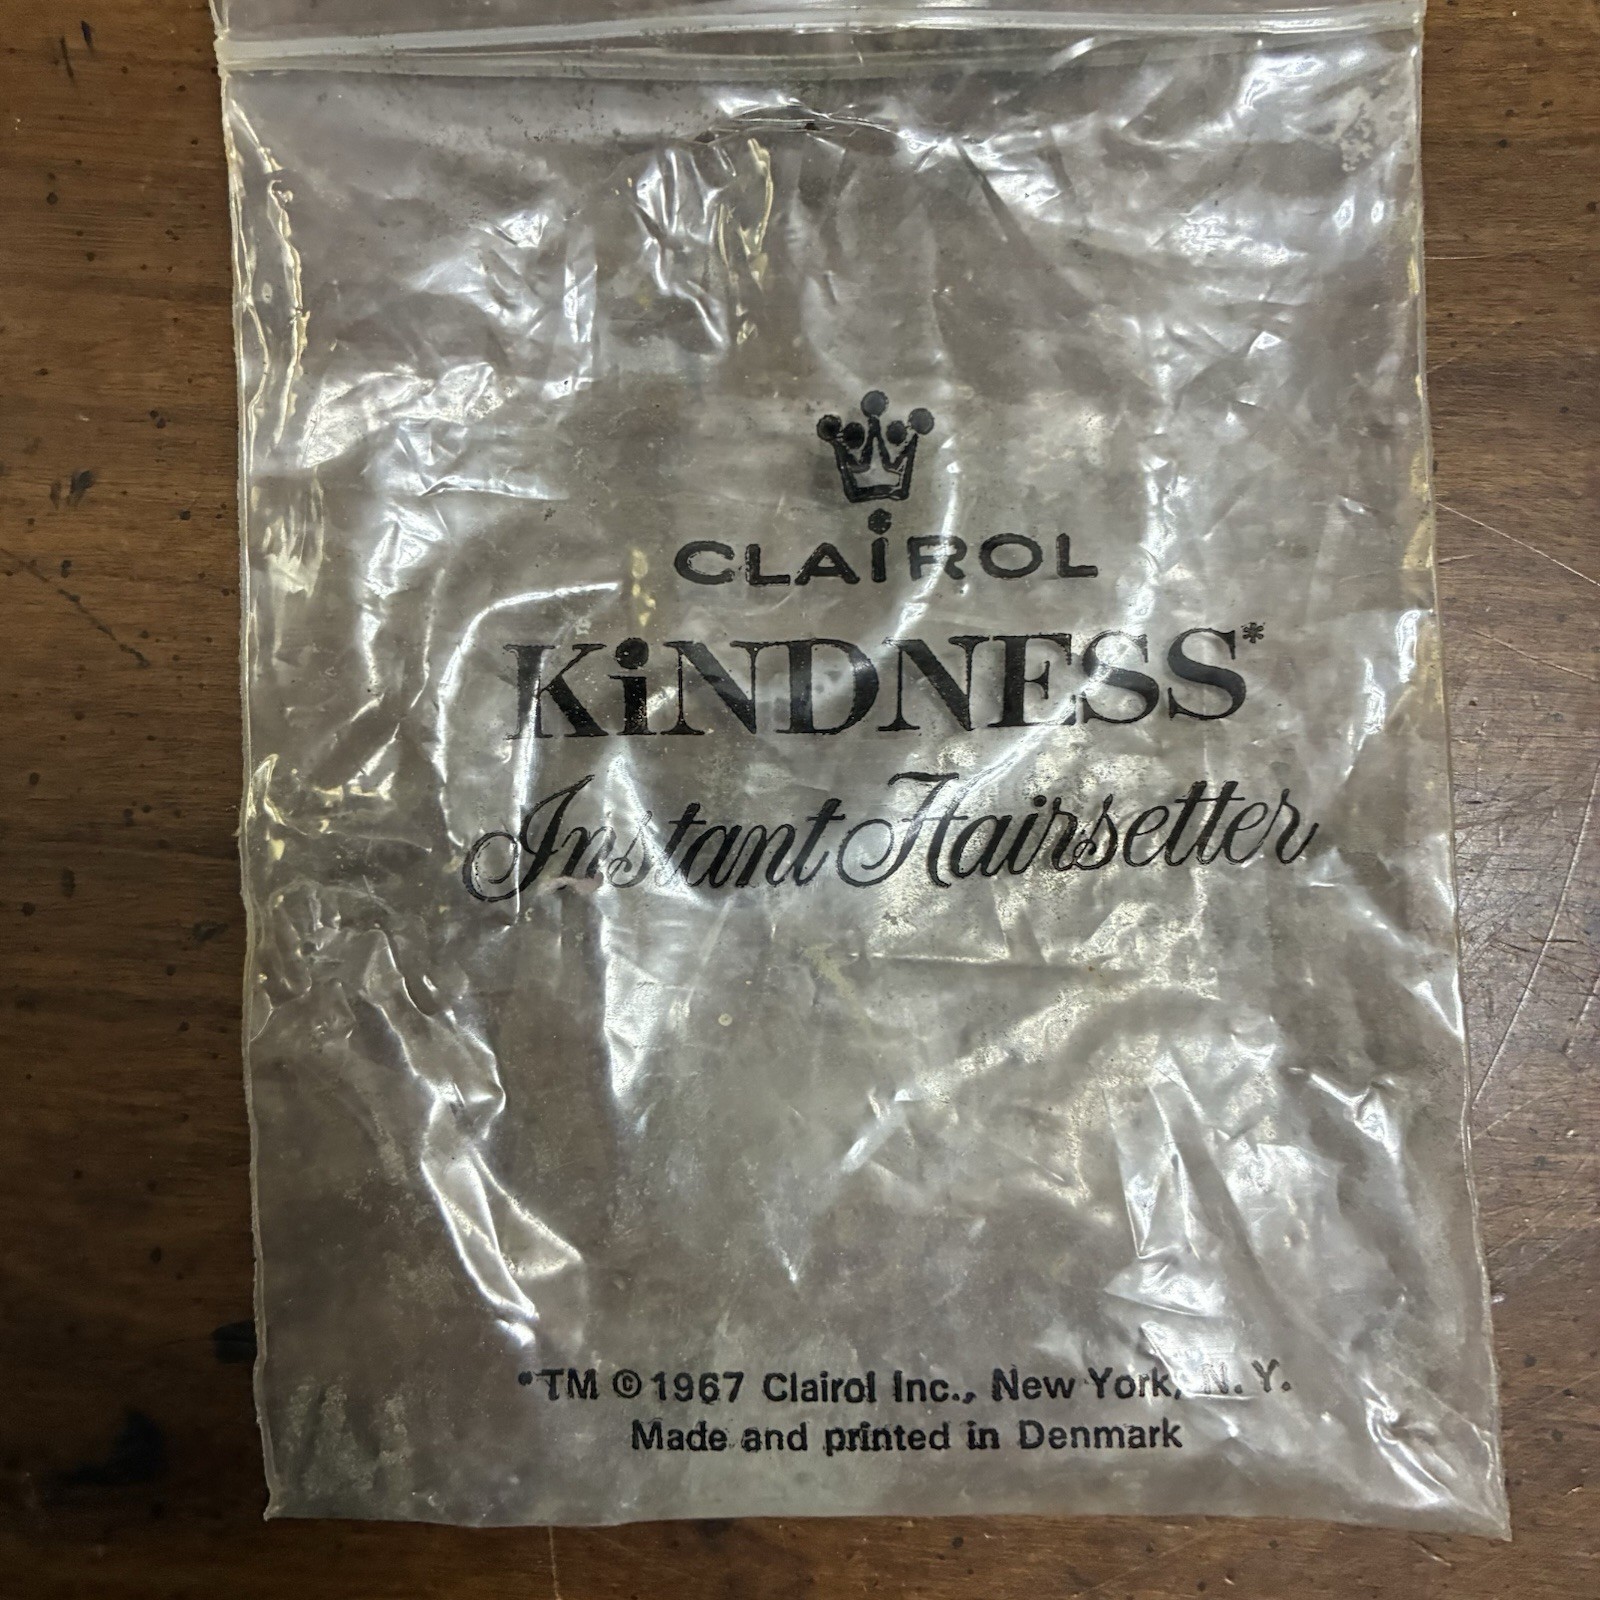 CLAiROL
KiNDNESS*
Instant Hairsetter
*TM ©1967 Clairol Inc., New York, N. Y.
Made and printed in Denmark